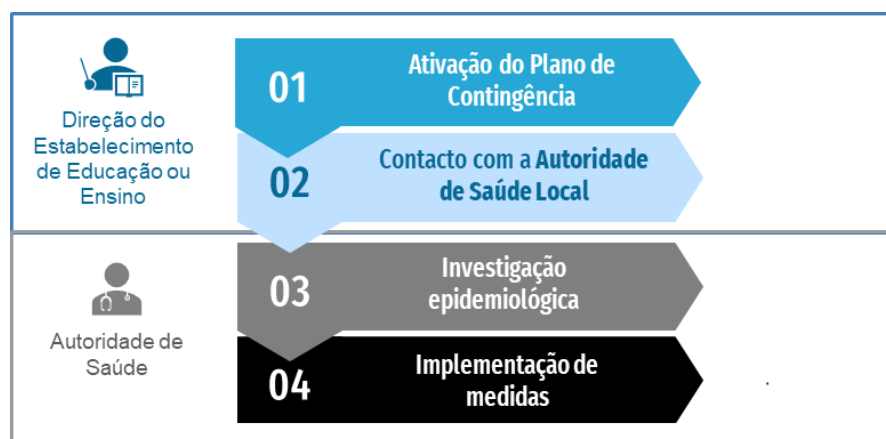 Direção do
Estabelecimento
de Educação ou
Ensino
01
Ativação do Plano de
Contingência
02
Contacto com a Autoridade
de Saúde Local
Autoridade de
Saúde
03
Investigação
epidemiológica
04
Implementação de
medidas
.